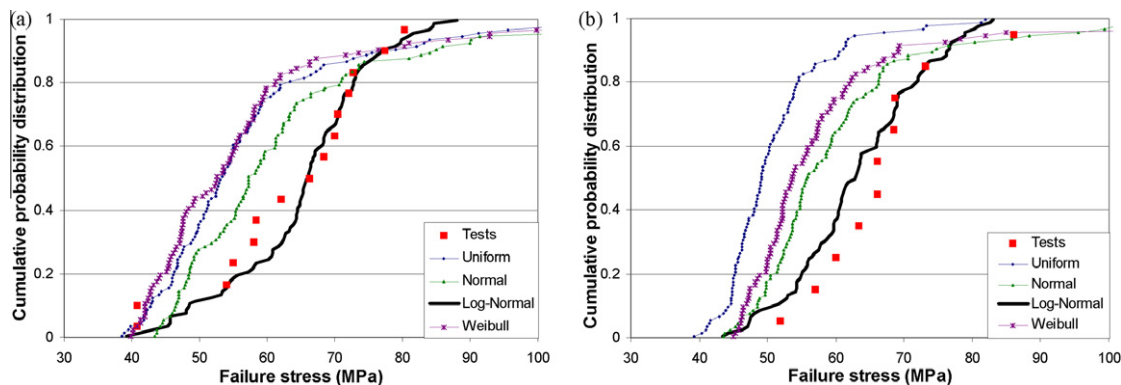 (a)
Cumulative probability distribution
1
0.8
0.6
0.4
0.2
0
30 40 50 60 70 80 90 100
Failure stress (MPa)
Tests
Uniform
Normal
Log-Normal
Weibull
(b)
Cumulative probability distribution
1
0.8
0.6
0.4
0.2
0
30 40 50 60 70 80 90 100
Failure stress (MPa)
Tests
Uniform
Normal
Log-Normal
Weibull